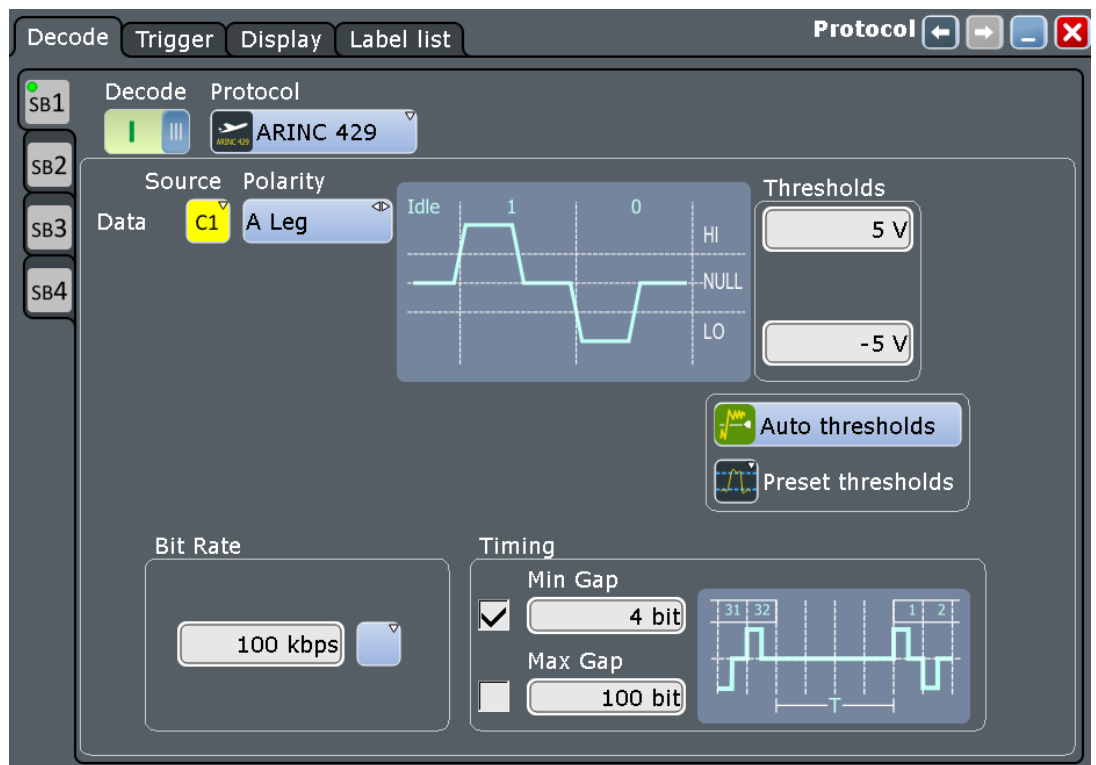 Decode Trigger Display Label list Protocol
SB1 Decode Protocol
ARINC 429 ARINC 429
SB2
Source Polarity Thresholds
Data C1 A Leg
Idle 1 0
HI
5 V
SB3
NULL
SB4
LO
-5 V
Auto thresholds
Preset thresholds
Bit Rate
100 kbps
Timing
Min Gap
4 bit
Max Gap
100 bit
31 32 1 2
T